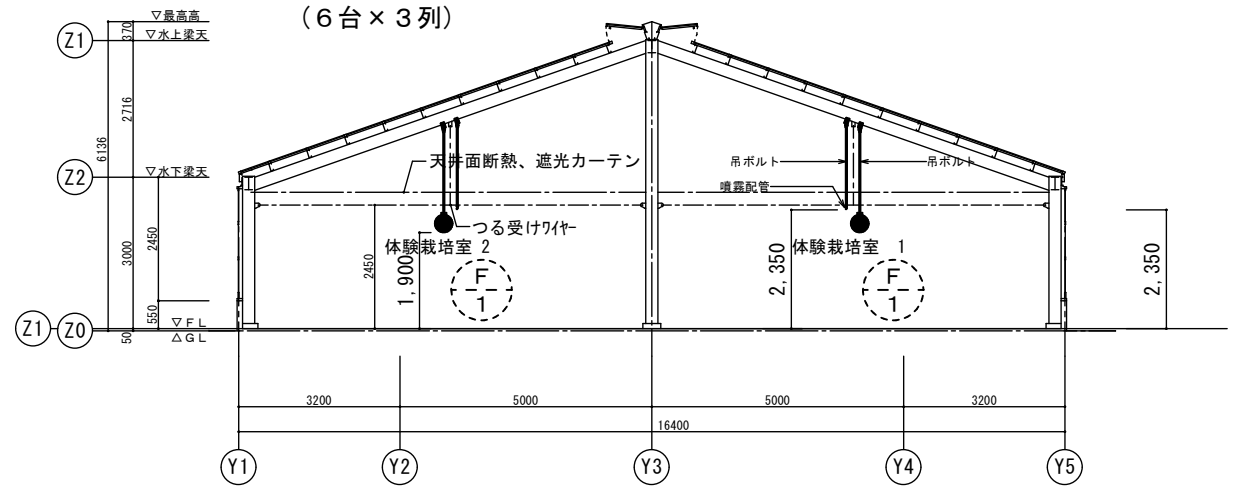 (6台×3列)
▽最高高
Z1
▽水上梁天
370
2716
6136
Z2
▽水下梁天
天井面断熱、遮光カーテン
吊ボルト
吊ボルト
噴霧配管
つる受けワイヤー
体験栽培室 2
体験栽培室 1
2450
3000
2450
1,900
2,350
2,350
F
1
F
1
550
Z1
Z0
▽FL
△GL
50
3200
5000
5000
3200
16400
Y1
Y2
Y3
Y4
Y5